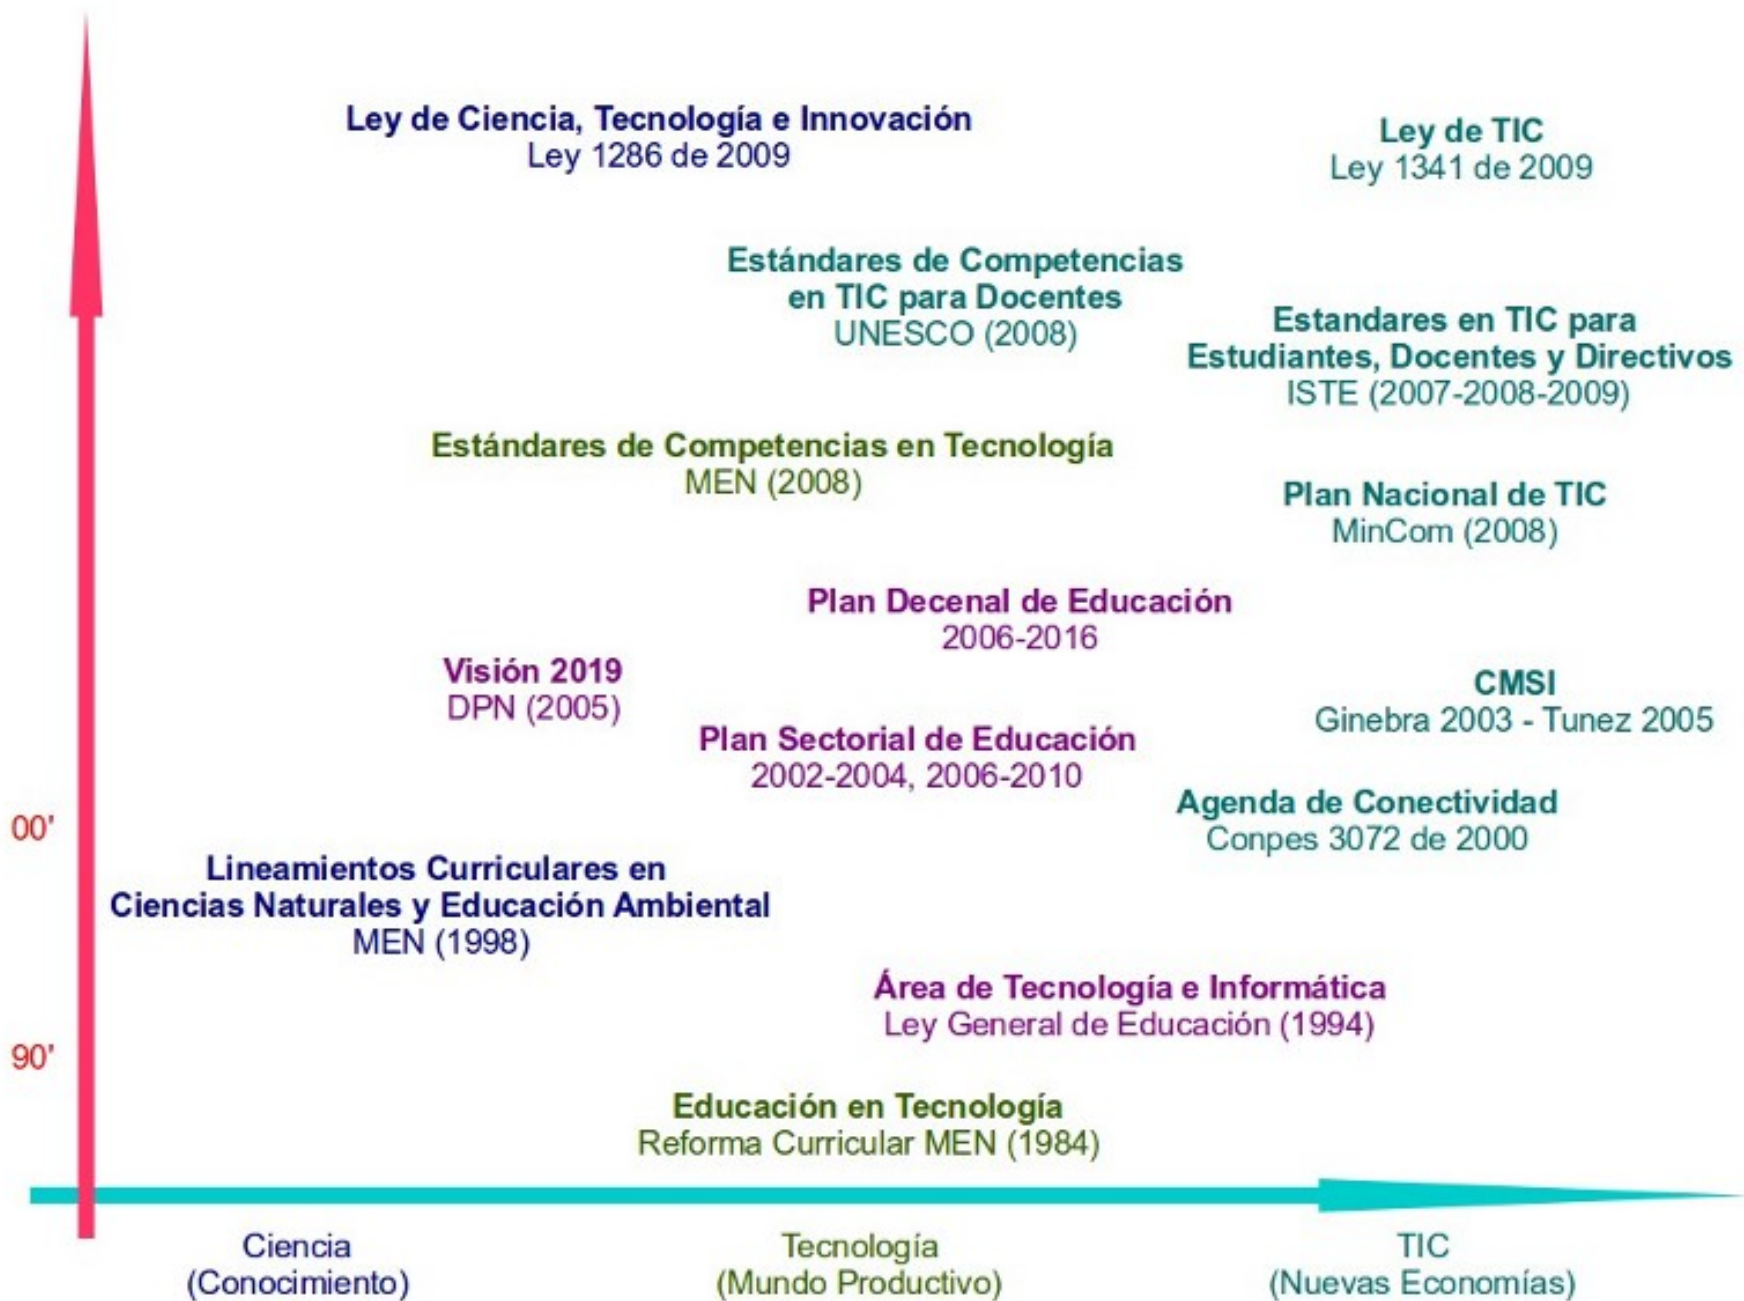 Ley de Ciencia, Tecnología e Innovación
Ley 1286 de 2009
Ley de TIC
Ley 1341 de 2009
Estándares de Competencias
en TIC para Docentes
UNESCO (2008)
Estandares en TIC para
Estudiantes, Docentes y Directivos
ISTE (2007-2008-2009)
Estándares de Competencias en Tecnología
MEN (2008)
Plan Nacional de TIC
MinCom (2008)
Plan Decenal de Educación
2006-2016
Visión 2019
DPN (2005)
CMSI
Ginebra 2003 - Tunez 2005
Plan Sectorial de Educación
2002-2004, 2006-2010
Agenda de Conectividad
Conpes 3072 de 2000
00'
Lineamientos Curriculares en
Ciencias Naturales y Educación Ambiental
MEN (1998)
Área de Tecnología e Informática
Ley General de Educación (1994)
90'
Educación en Tecnología
Reforma Curricular MEN (1984)
Ciencia
(Conocimiento)
Tecnología
(Mundo Productivo)
TIC
(Nuevas Economías)